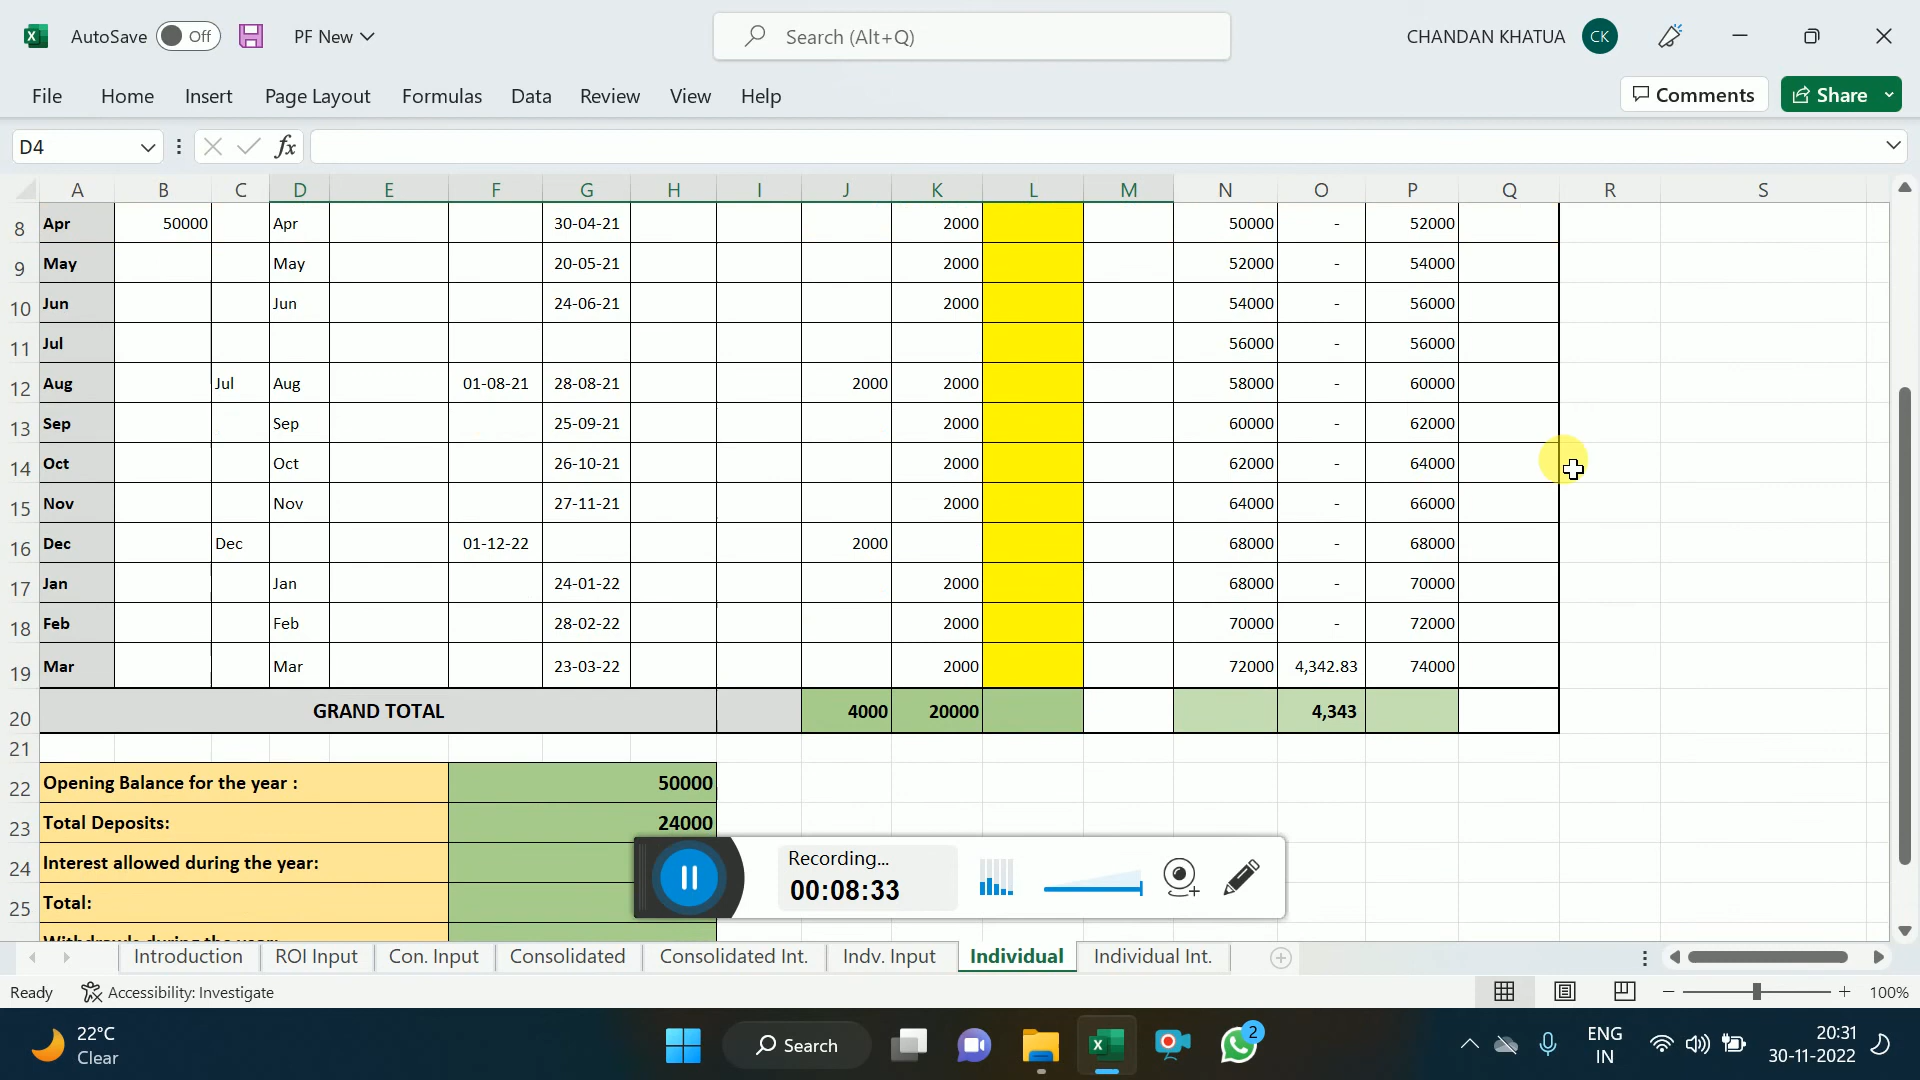 AutoSave Off PF New Search (Alt+Q) CHANDAN KHATUA CK
File Home Insert Page Layout Formulas Data Review View Help Comments Share
D4 fx
A B C D E F G H I J K L M N O P Q R S
8 Apr 50000 Apr 30-04-21 2000 50000 - 52000
9 May May 20-05-21 2000 52000 - 54000
10 Jun Jun 24-06-21 2000 54000 - 56000
11 Jul 56000 - 56000
12 Aug Jul Aug 01-08-21 28-08-21 2000 2000 58000 - 60000
13 Sep Sep 25-09-21 2000 60000 - 62000
14 Oct Oct 26-10-21 2000 62000 - 64000
15 Nov Nov 27-11-21 2000 64000 - 66000
16 Dec Dec 01-12-22 2000 68000 - 68000
17 Jan Jan 24-01-22 2000 68000 - 70000
18 Feb Feb 28-02-22 2000 70000 - 72000
19 Mar Mar 23-03-22 2000 72000 4,342.83 74000
20 GRAND TOTAL 4000 20000 4,343
21
22 Opening Balance for the year : 50000
23 Total Deposits: 24000
24 Interest allowed during the year:
25 Total:
Recording...
00:08:33
Introduction ROI Input Con. Input Consolidated Consolidated Int. Indv. Input Individual Individual Int.
Ready Accessibility: Investigate 100%
22°C
Clear
Search
2
ENG
IN
20:31
30-11-2022